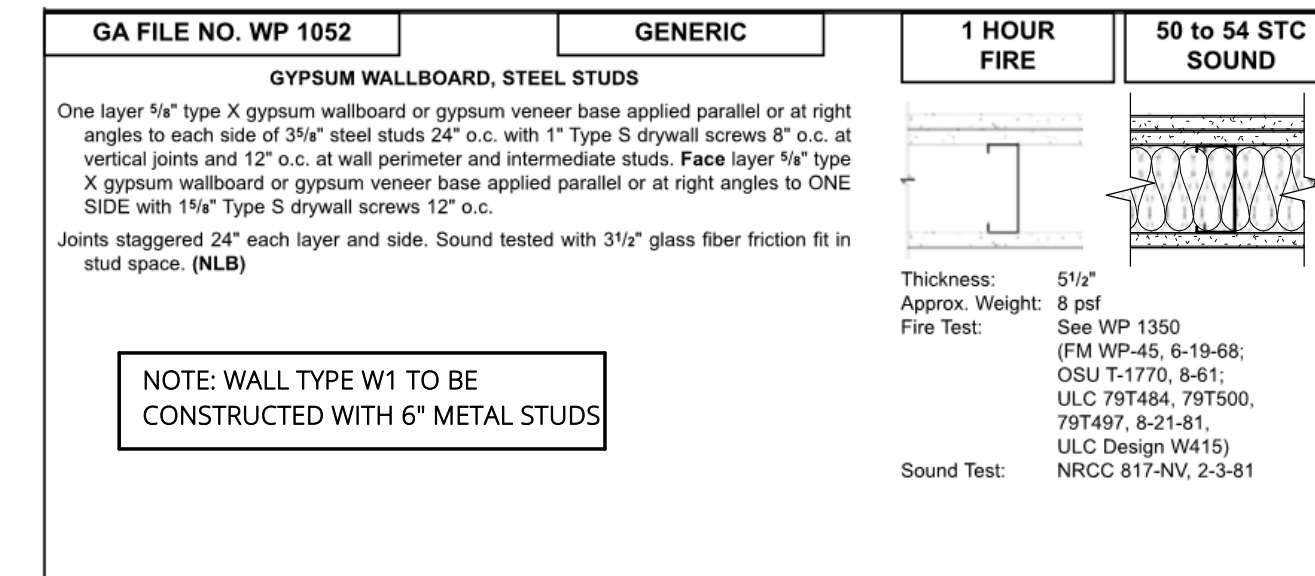 GA FILE NO. WP 1052
GENERIC
1 HOUR
FIRE
50 to 54 STC
SOUND
GYPSUM WALLBOARD, STEEL STUDS
One layer 5/8" type X gypsum wallboard or gypsum veneer base applied parallel or at right
angles to each side of 35/8" steel studs 24" o.c. with 1" Type S drywall screws 8" o.c. at
vertical joints and 12" o.c. at wall perimeter and intermediate studs. Face layer 5/8" type
X gypsum wallboard or gypsum veneer base applied parallel or at right angles to ONE
SIDE with 15/8" Type S drywall screws 12" o.c.
Joints staggered 24" each layer and side. Sound tested with 31/2" glass fiber friction fit in
stud space. (NLB)
NOTE: WALL TYPE W1 TO BE
CONSTRUCTED WITH 6" METAL STUDS
Thickness: 51/2"
Approx. Weight: 8 psf
Fire Test: See WP 1350
(FM WP-45, 6-19-68;
OSU T-1770, 8-61;
ULC 79T484, 79T500,
79T497, 8-21-81,
ULC Design W415)
Sound Test: NRCC 817-NV, 2-3-81